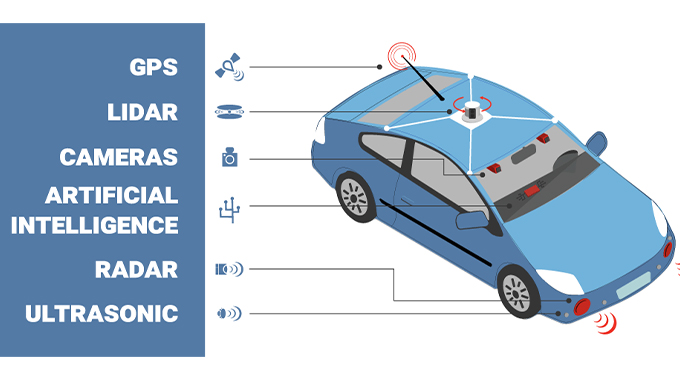 GPS
LIDAR
CAMERAS
ARTIFICIAL
INTELLIGENCE
RADAR
ULTRASONIC